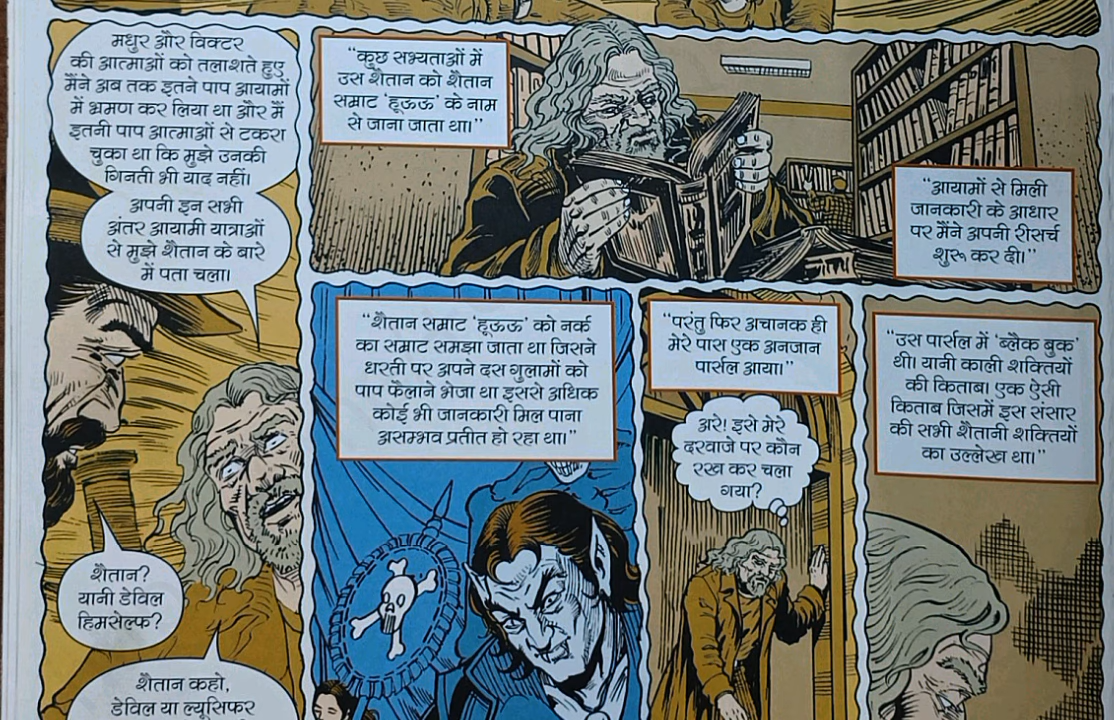 मधुर और विक्टर
की आत्माओं को तलाशते हुए
मैंने अब तक इतने पाप आयामों
में भ्रमण कर लिया था और मैं
इतनी पाप आत्माओं से टकरा
चुका था कि मुझे उनकी
गिनती भी याद नहीं।
अपनी इन सभी
अंतर आयामी यात्राओं
से मुझे शैतान के बारे
में पता चला।
शैतान?
यानी डेविल
हिमसेल्फ?
शैतान कहो,
डेविल या ल्यूसिफर
"कुछ सभ्यताओं में
उस शैतान को शैतान
सम्राट 'हूऊऊ' के नाम
से जाना जाता था।"
"आयामों से मिली
जानकारी के आधार
पर मैंने अपनी रीसर्च
शुरू कर दी।"
"शैतान सम्राट 'हूऊऊ' को नर्क
का सम्राट समझा जाता था जिसने
धरती पर अपने दस गुलामों को
पाप फैलाने भेजा था इससे अधिक
कोई भी जानकारी मिल पाना
असम्भव प्रतीत हो रहा था।"
"परंतु फिर अचानक ही
मेरे पास एक अनजान
पार्सल आया।"
अरे! इसे मेरे
दरवाजे पर कौन
रख कर चला
गया?
"उस पार्सल में 'ब्लैक बुक'
थी। यानी काली शक्तियों
की किताब। एक ऐसी
किताब जिसमें इस संसार
की सभी शैतानी शक्तियों
का उल्लेख था।"